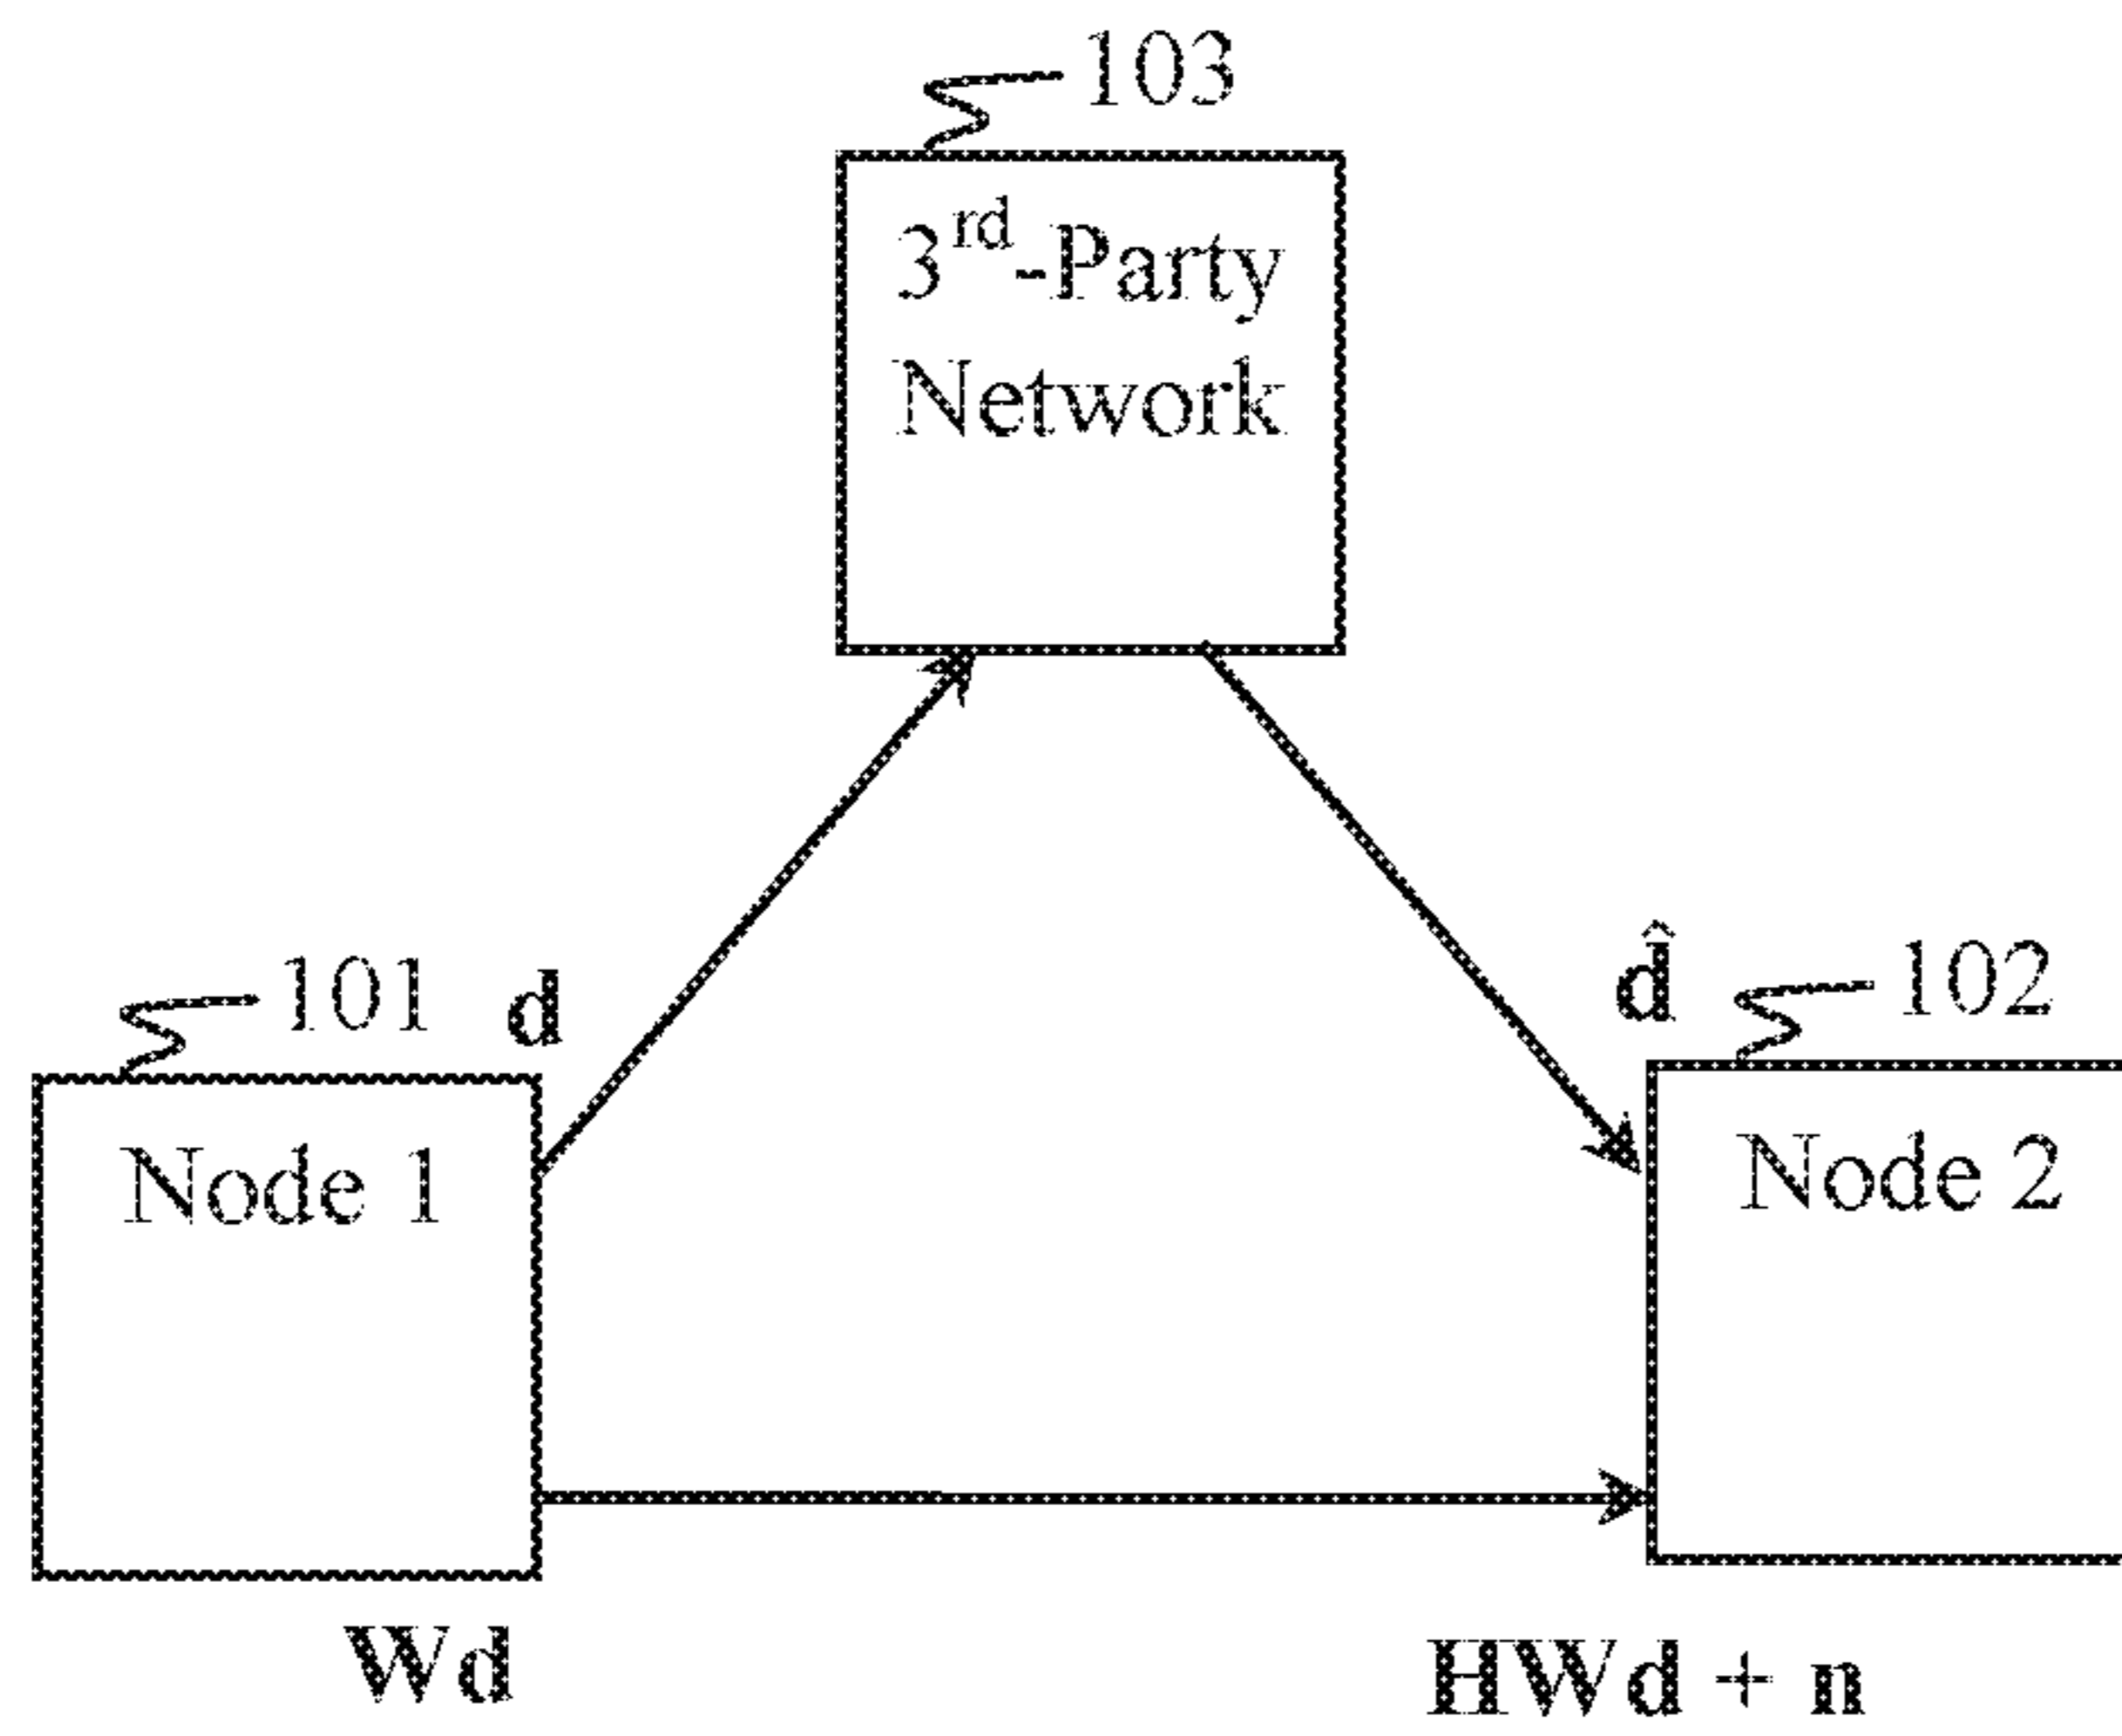 103
3rd-Party
Network
101
d
d̂
102
Node 1
Node 2
Wd
HWd + n